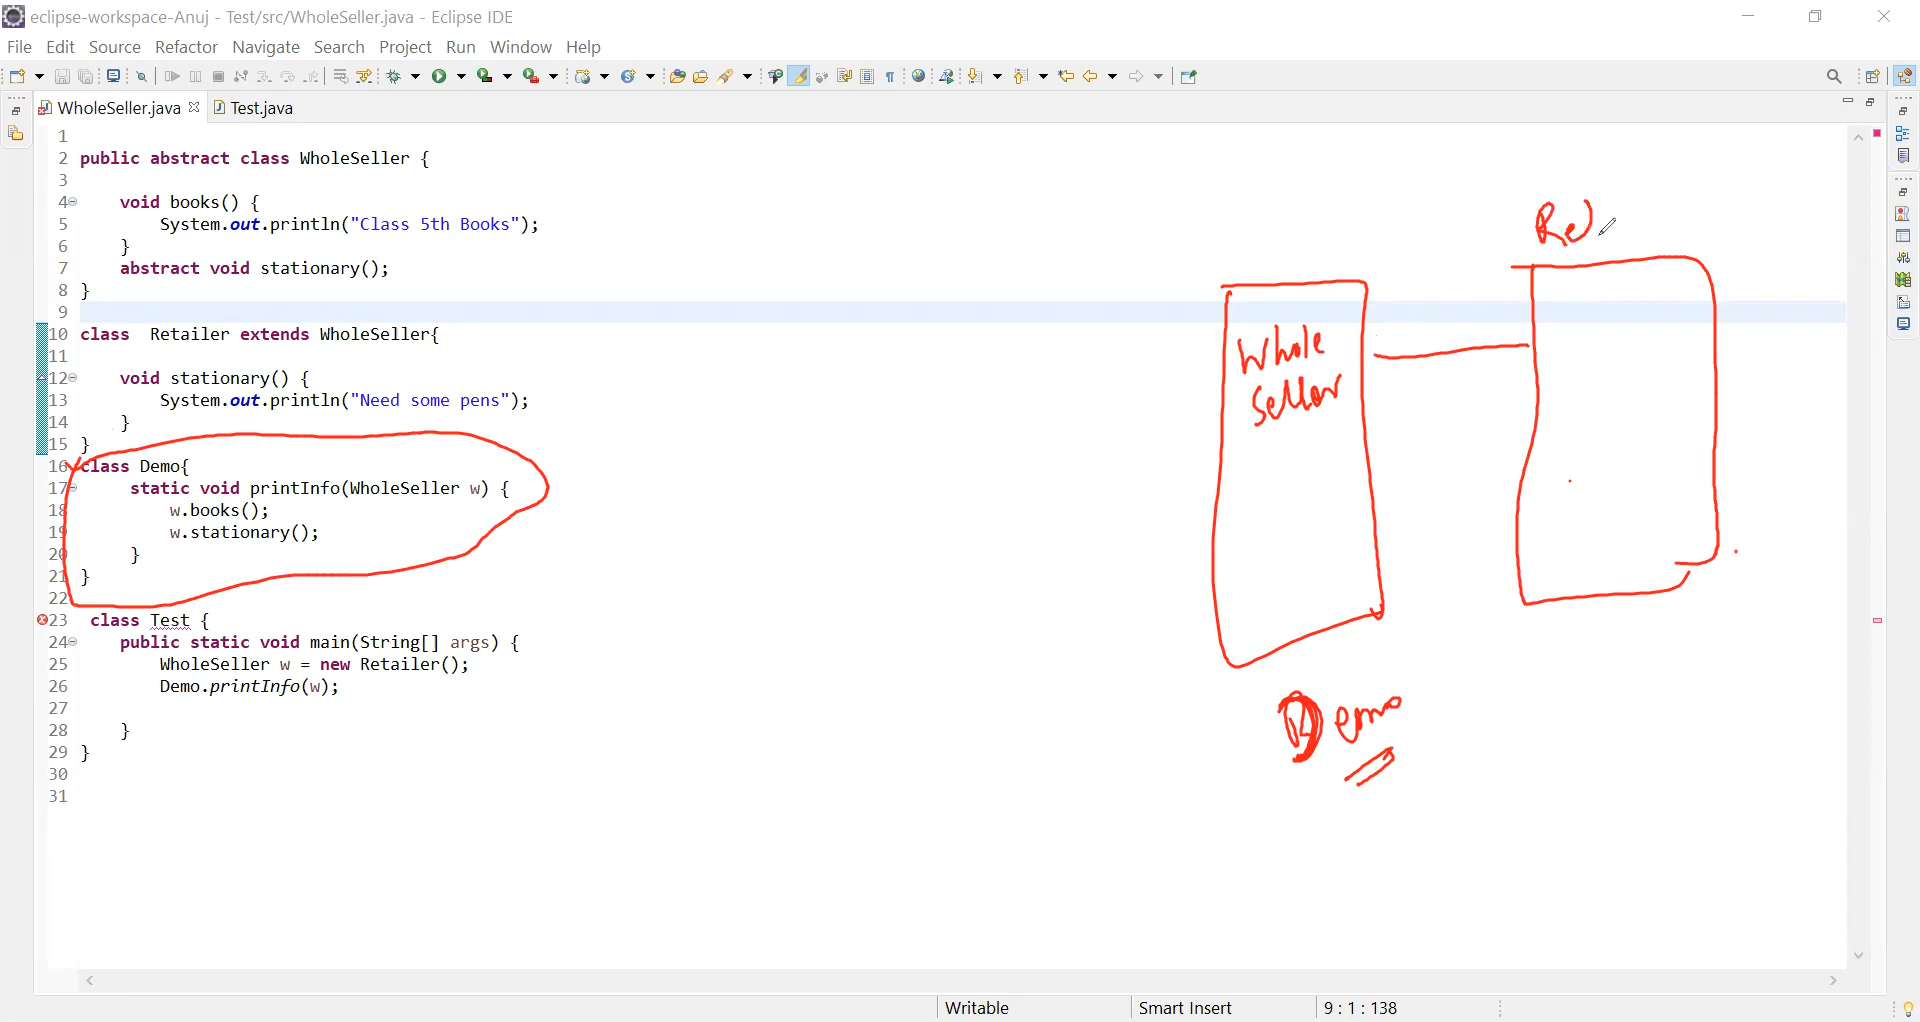 eclipse-workspace-Anuj - Test/src/WholeSeller.java - Eclipse IDE
File Edit Source Refactor Navigate Search Project Run Window Help
WholeSeller.java Test.java
1
2 public abstract class WholeSeller {
3
4 void books() {
5 System.out.println("Class 5th Books");
6 }
7 abstract void stationary();
8 }
9
10 class Retailer extends WholeSeller{
11
12 void stationary() {
13 System.out.println("Need some pens");
14 }
15 }
16 class Demo{
17 static void printInfo(WholeSeller w) {
18 w.books();
19 w.stationary();
20 }
21 }
22
23 class Test {
24 public static void main(String[] args) {
25 WholeSeller w = new Retailer();
26 Demo.printInfo(w);
27
28 }
29 }
30
31
Re
Whole
Seller
Demo
Writable Smart Insert 9 : 1 : 138